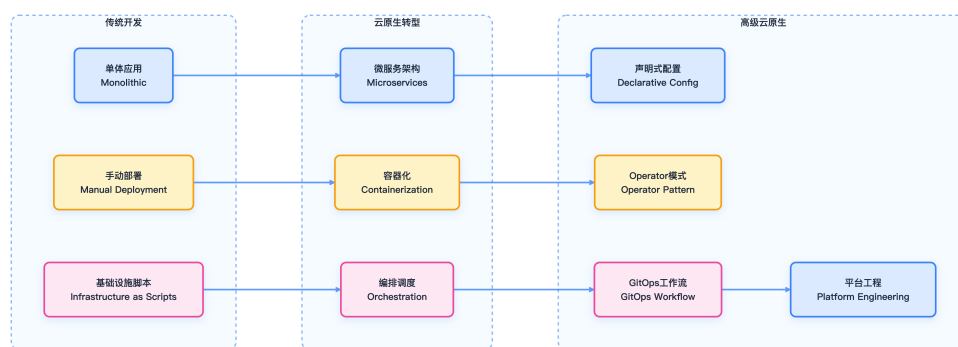 传统开发
云原生转型
高级云原生
单体应用
Monolithic
微服务架构
Microservices
声明式配置
Declarative Config
手动部署
Manual Deployment
容器化
Containerization
Operator模式
Operator Pattern
基础设施脚本
Infrastructure as Scripts
编排调度
Orchestration
GitOps工作流
GitOps Workflow
平台工程
Platform Engineering